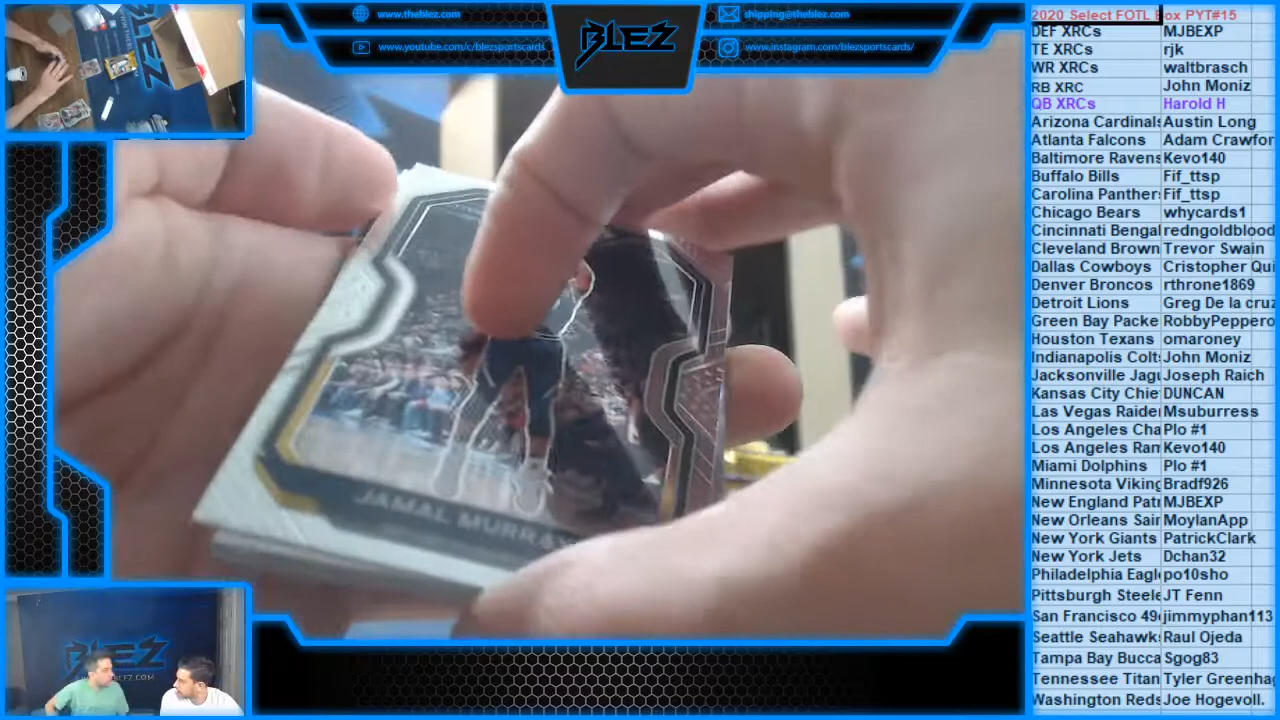 www.theblez.com
shipping@theblez.com
www.youtube.com/c/blezsportscards
BLEZ
www.instagram.com/blezsportscards/
JAMAL MURRAY
BLEZ
2020 Select FOTL Box PYT#15
DEF XRCs MJBEXP
TE XRCs rjk
WR XRCs waltbrasch
RB XRC John Moniz
QB XRCs Harold H
Arizona Cardinals Austin Long
Atlanta Falcons Adam Crawfor
Baltimore Ravens Kevo140
Buffalo Bills Fif_ttsp
Carolina Panther Fif_ttsp
Chicago Bears whycards1
Cincinnati Bengal redngoldblood
Cleveland Brown Trevor Swain
Dallas Cowboys Cristopher Qui
Denver Broncos rthrone1869
Detroit Lions Greg De la cruz
Green Bay Packe RobbyPeppero
Houston Texans omaroney
Indianapolis Colt John Moniz
Jacksonville Jagu Joseph Raich
Kansas City Chie DUNCAN
Las Vegas Raider Msuburress
Los Angeles Cha Plo #1
Los Angeles Ram Kevo140
Miami Dolphins Plo #1
Minnesota Viking Bradf926
New England Patr MJBEXP
New Orleans Sain MoylanApp
New York Giants PatrickClark
New York Jets Dchan32
Philadelphia Eagl po10sho
Pittsburgh Steele JT Fenn
San Francisco 49 jimmyphan113
Seattle Seahawk Raul Ojeda
Tampa Bay Bucca Sgog83
Tennessee Titan Tyler Greenhag
Washington Reds Joe Hogevoll.